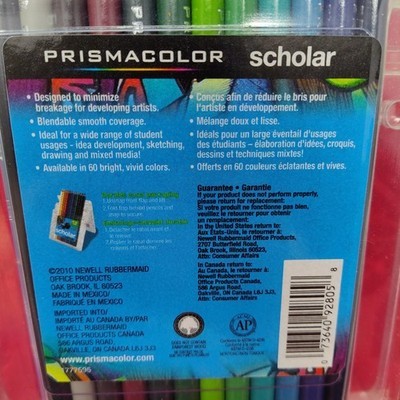 PRISMACOLOR scholar
• Designed to minimize
breakage for developing artists.
• Blendable smooth coverage.
• Ideal for a wide range of student
usages - idea development, sketching,
drawing and mixed media!
• Available in 60 bright, vivid colors.
• Conçus afin de réduire le bris pour
l'artiste en développement.
• Mélange doux et lisse.
• Idéals pour un large éventail d'usages
des étudiants – élaboration d'idées, croquis,
dessins et techniques mixtes!
• Offerts en 60 couleurs éclatantes et vives.
Guarantee • Garantie
If your product does not perform properly,
please return for replacement.
Si votre produit ne fonctionne pas bien,
veuillez le retourner pour obtenir un
remplacement.
In the United States return to:
Aux États-Unis, le retourner à:
Newell Rubbermaid Office Products,
2707 Butterfield Road,
Oak Brook, Illinois 60523,
Att: Consumer Affairs
In Canada return to:
Au Canada, le retourner à:
Newell Rubbermaid Office Products,
586 Argus Road,
Oakville, ON Canada L6J 3J3,
Att: Consumer Affairs
©2010 NEWELL RUBBERMAID
OFFICE PRODUCTS
OAK BROOK, IL 60523
MADE IN MEXICO/
FABRIQUÉ EN MEXICO
IMPORTED INTO/
IMPORTÉ AU CANADA BY/PAR
NEWELL RUBBERMAID
OFFICE PRODUCTS CANADA
586 ARGUS ROAD,
OAKVILLE, ON CANADA L6J 3J3
www.prismacolor.com
AP
0 73640 92805 8